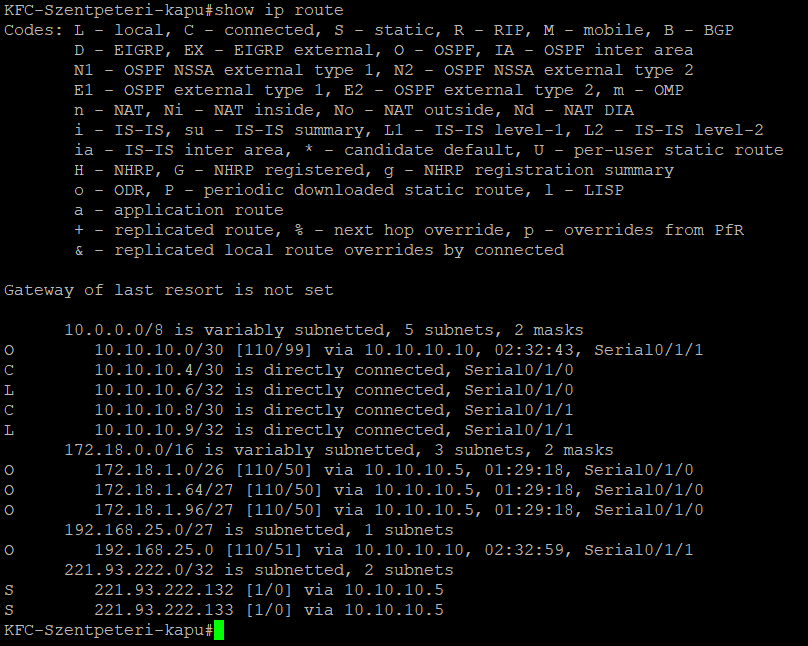 KFC-Szentpeteri-kapu#show ip route
Codes: L - local, C - connected, S - static, R - RIP, M - mobile, B - BGP
       D - EIGRP, EX - EIGRP external, O - OSPF, IA - OSPF inter area
       N1 - OSPF NSSA external type 1, N2 - OSPF NSSA external type 2
       E1 - OSPF external type 1, E2 - OSPF external type 2, m - OMP
       n - NAT, Ni - NAT inside, No - NAT outside, Nd - NAT DIA
       i - IS-IS, su - IS-IS summary, L1 - IS-IS level-1, L2 - IS-IS level-2
       ia - IS-IS inter area, * - candidate default, U - per-user static route
       H - NHRP, G - NHRP registered, g - NHRP registration summary
       o - ODR, P - periodic downloaded static route, l - LISP
       a - application route
       + - replicated route, % - next hop override, p - overrides from PfR
       & - replicated local route overrides by connected

Gateway of last resort is not set

      10.0.0.0/8 is variably subnetted, 5 subnets, 2 masks
O        10.10.10.0/30 [110/99] via 10.10.10.10, 02:32:43, Serial0/1/1
C        10.10.10.4/30 is directly connected, Serial0/1/0
L        10.10.10.6/32 is directly connected, Serial0/1/0
C        10.10.10.8/30 is directly connected, Serial0/1/1
L        10.10.10.9/32 is directly connected, Serial0/1/1
      172.18.0.0/16 is variably subnetted, 3 subnets, 2 masks
O        172.18.1.0/26 [110/50] via 10.10.10.5, 01:29:18, Serial0/1/0
O        172.18.1.64/27 [110/50] via 10.10.10.5, 01:29:18, Serial0/1/0
O        172.18.1.96/27 [110/50] via 10.10.10.5, 01:29:18, Serial0/1/0
      192.168.25.0/27 is subnetted, 1 subnets
O        192.168.25.0 [110/51] via 10.10.10.10, 02:32:59, Serial0/1/1
      221.93.222.0/32 is subnetted, 2 subnets
S        221.93.222.132 [1/0] via 10.10.10.5
S        221.93.222.133 [1/0] via 10.10.10.5
KFC-Szentpeteri-kapu#